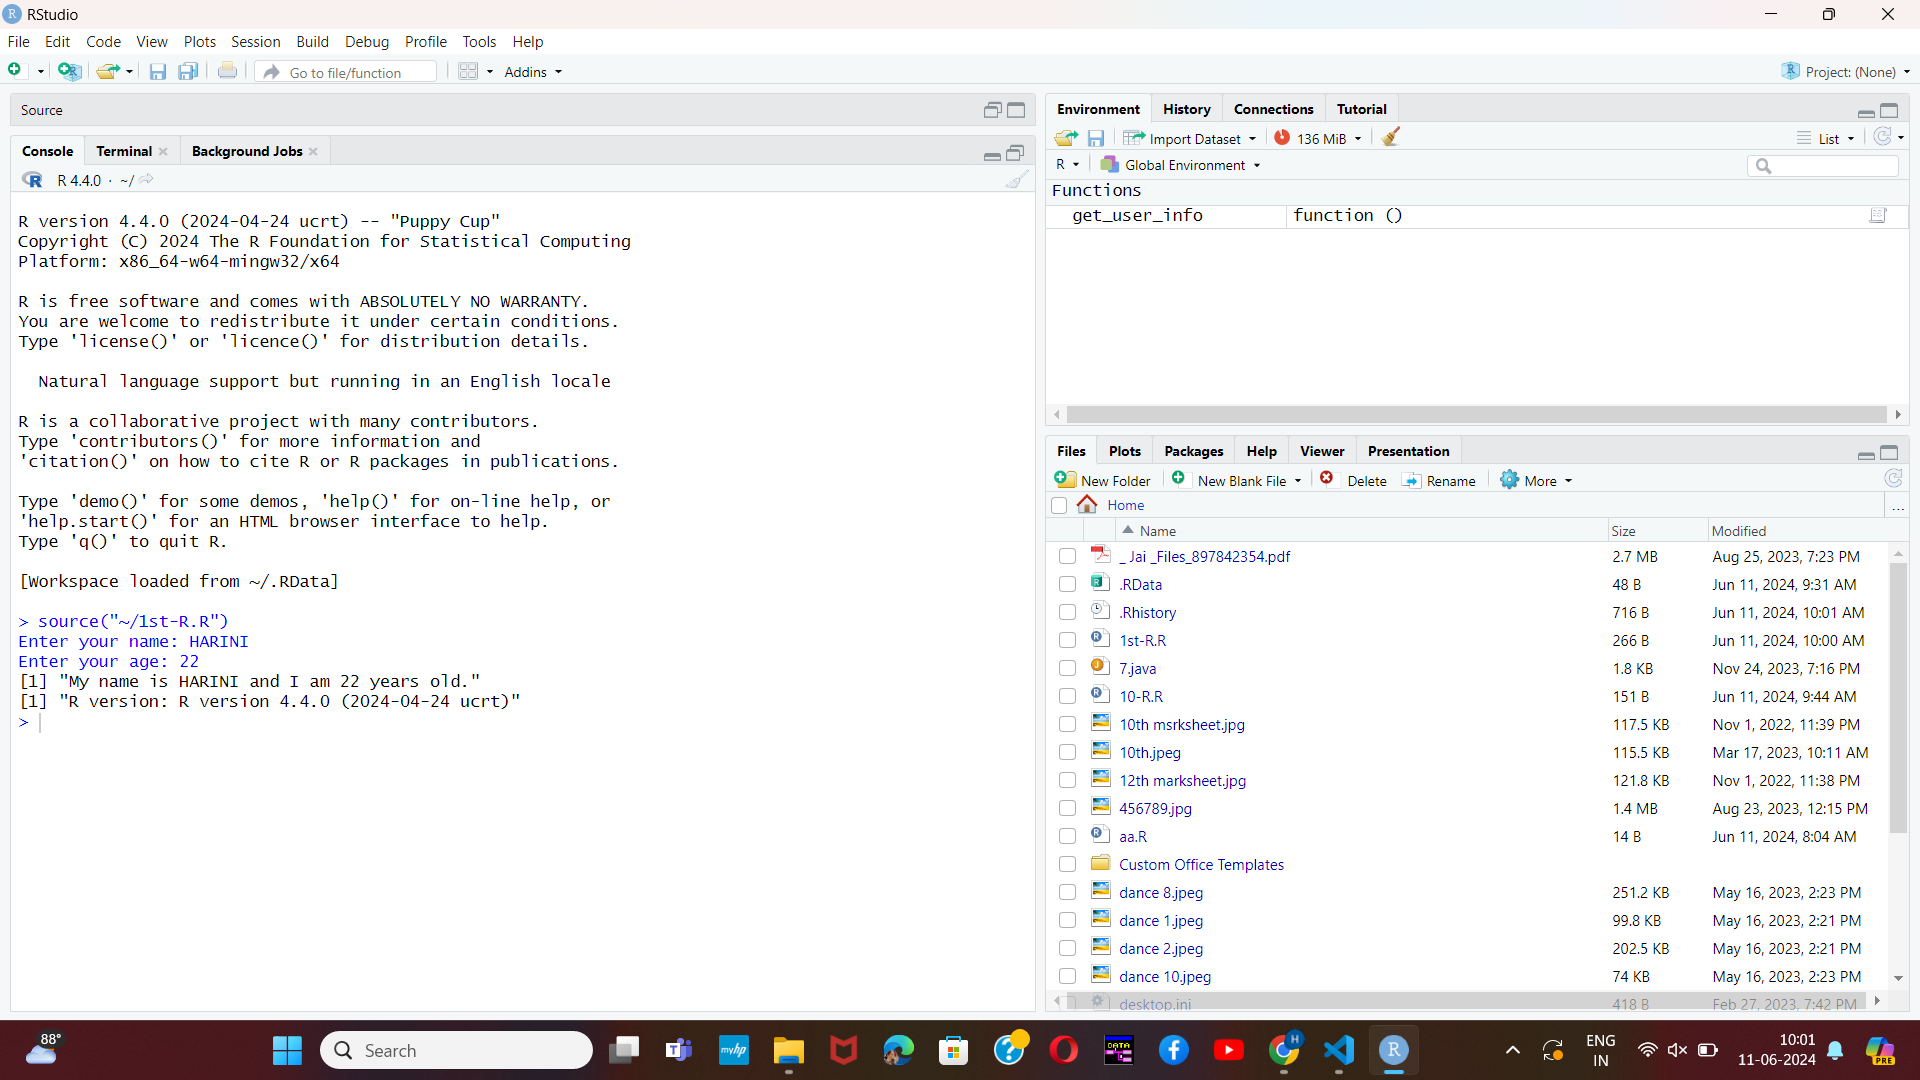 RStudio
File Edit Code View Plots Session Build Debug Profile Tools Help
Go to file/function Addins Project: (None)
Source
Console Terminal Background Jobs
R 4.4.0 · ~/
R version 4.4.0 (2024-04-24 ucrt) -- "Puppy Cup"
Copyright (C) 2024 The R Foundation for Statistical Computing
Platform: x86_64-w64-mingw32/x64
R is free software and comes with ABSOLUTELY NO WARRANTY.
You are welcome to redistribute it under certain conditions.
Type 'license()' or 'licence()' for distribution details.
Natural language support but running in an English locale
R is a collaborative project with many contributors.
Type 'contributors()' for more information and
'citation()' on how to cite R or R packages in publications.
Type 'demo()' for some demos, 'help()' for on-line help, or
'help.start()' for an HTML browser interface to help.
Type 'q()' to quit R.
[Workspace loaded from ~/.RData]
> source("~/1st-R.R")
Enter your name: HARINI
Enter your age: 22
[1] "My name is HARINI and I am 22 years old."
[1] "R version: R version 4.4.0 (2024-04-24 ucrt)"
>
Environment History Connections Tutorial
Import Dataset 136 MiB List
R Global Environment
Functions
get_user_info function ()
Files Plots Packages Help Viewer Presentation
New Folder New Blank File Delete Rename More
Home ...
Name Size Modified
_ Jai _Files_897842354.pdf 2.7 MB Aug 25, 2023, 7:23 PM
.RData 48 B Jun 11, 2024, 9:31 AM
.Rhistory 716 B Jun 11, 2024, 10:01 AM
1st-R.R 266 B Jun 11, 2024, 10:00 AM
7.java 1.8 KB Nov 24, 2023, 7:16 PM
10-R.R 151 B Jun 11, 2024, 9:44 AM
10th msrksheet.jpg 117.5 KB Nov 1, 2022, 11:39 PM
10th.jpeg 115.5 KB Mar 17, 2023, 10:11 AM
12th marksheet.jpg 121.8 KB Nov 1, 2022, 11:38 PM
456789.jpg 1.4 MB Aug 23, 2023, 12:15 PM
aa.R 14 B Jun 11, 2024, 8:04 AM
Custom Office Templates
dance 8.jpeg 251.2 KB May 16, 2023, 2:23 PM
dance 1.jpeg 99.8 KB May 16, 2023, 2:21 PM
dance 2.jpeg 202.5 KB May 16, 2023, 2:21 PM
dance 10.jpeg 74 KB May 16, 2023, 2:23 PM
desktop.ini 418 B Feb 27, 2023, 7:42 PM
88° Search myhp DATA H R ENG 10:01
IN 11-06-2024 PRE